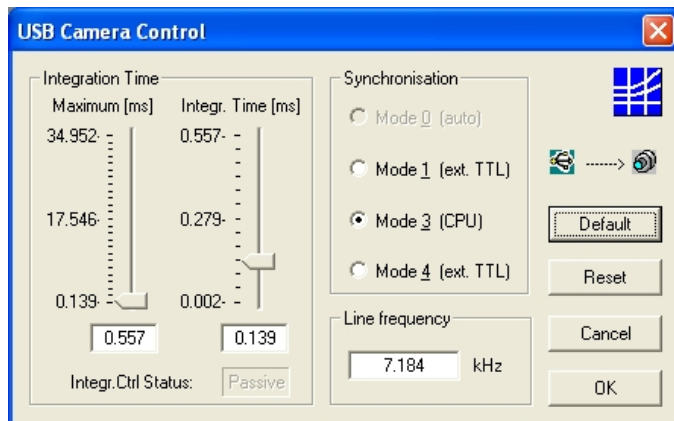 USB Camera Control
Integration Time
Maximum [ms]
Integr. Time [ms]
34.952-
17.546-
0.139-
0.557-
0.279-
0.002-
0.557
0.139
Integr.Ctrl Status:
Passive
Synchronisation
Mode 0 (auto)
Mode 1 (ext. TTL)
Mode 3 (CPU)
Mode 4 (ext. TTL)
Line frequency
7.184 kHz
Default
Reset
Cancel
OK